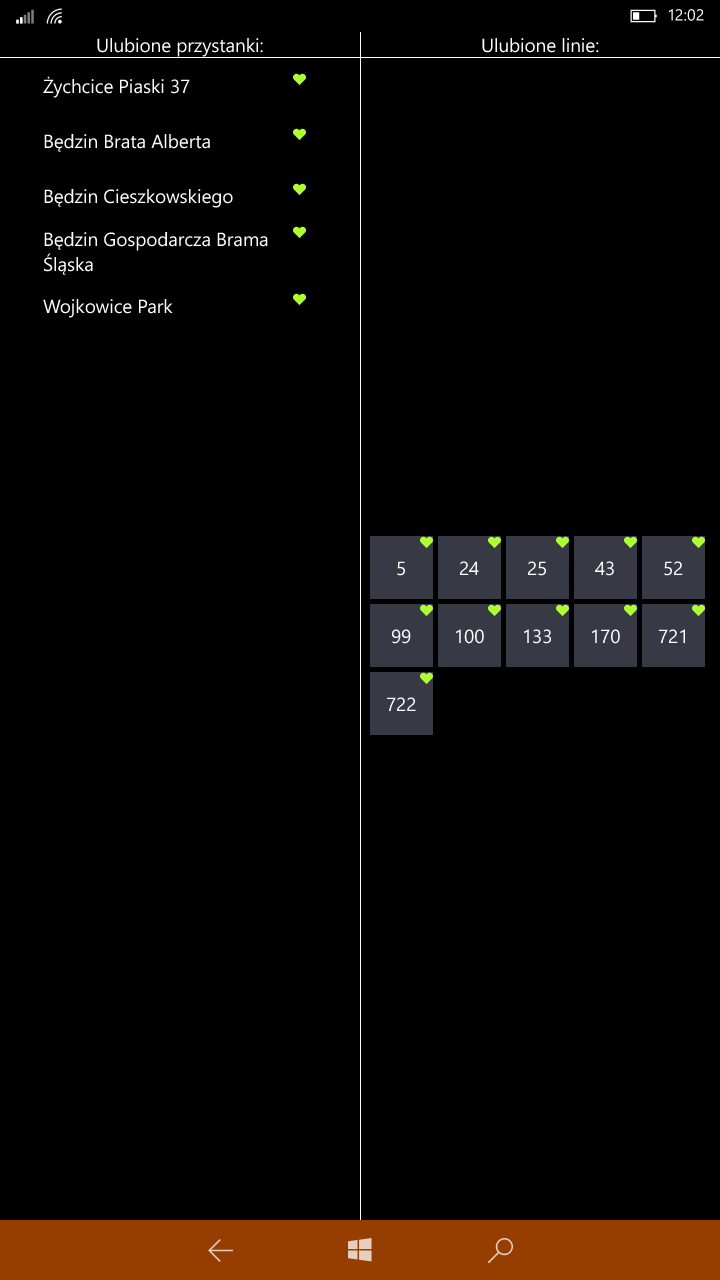 12:02
Ulubione przystanki:
Żychcice Piaski 37
Będzin Brata Alberta
Będzin Cieszkowskiego
Będzin Gospodarcza Brama
Śląska
Wojkowice Park
Ulubione linie:
5 24 25 43 52
99 100 133 170 721
722